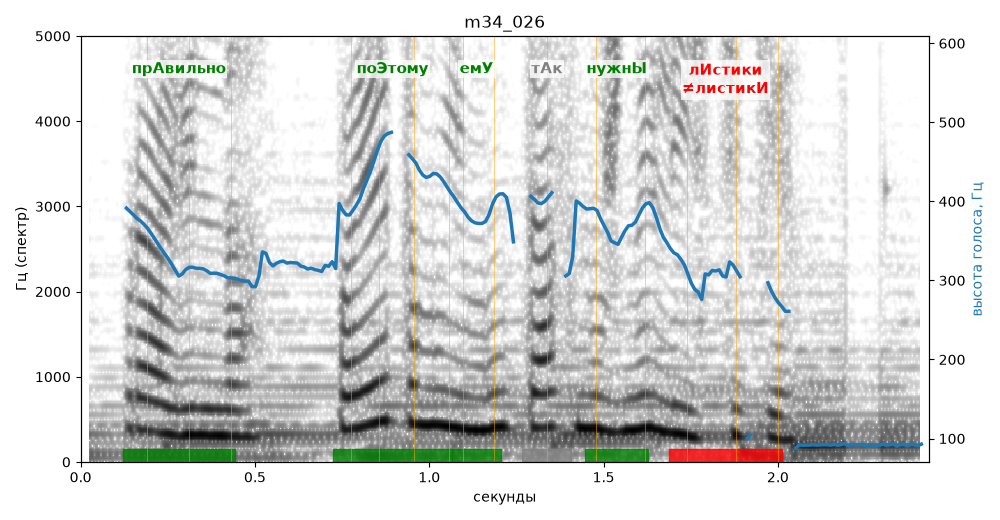 m34_026
прАвильно поЭтому емУ тАк нужнЫ лИстики
≠листикИ
5000
4000
3000
2000
1000
0
Гц (спектр)
600
500
400
300
200
100
высота голоса, Гц
0.0 0.5 1.0 1.5 2.0
секунды